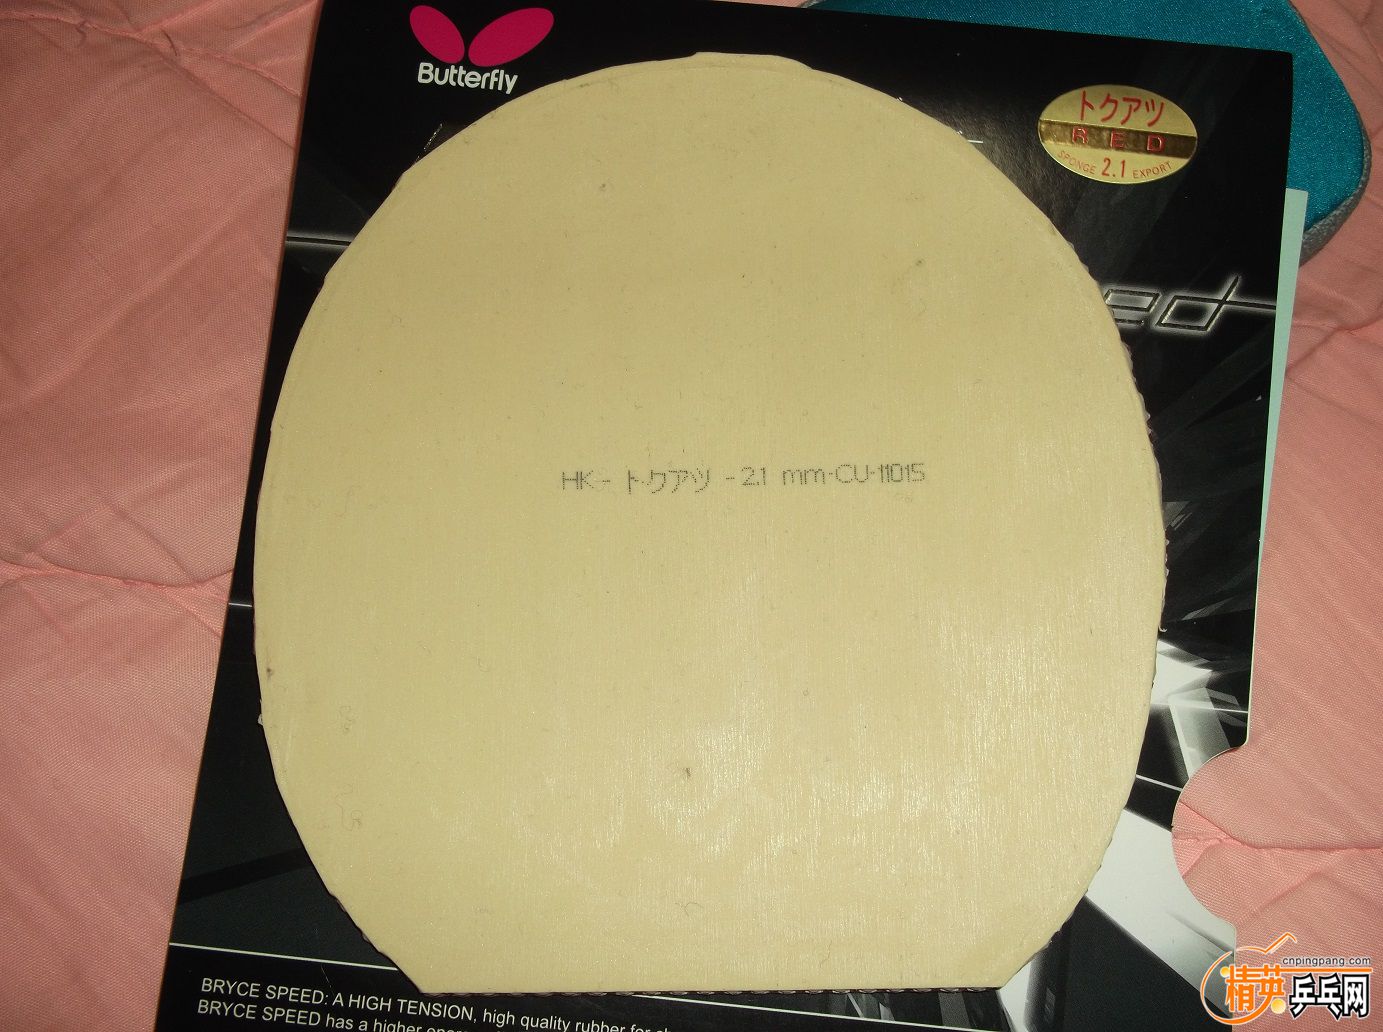 Butterfly
トクアツ
RED
SPONGE 2.1 EXPORT
ed
HK-トクアツ-2.1 mm-CU-11015
BRYCE SPEED: A HIGH TENSION, high quality rubber for
BRYCE SPEED has a higher
cnpingpang.com
精英乒乓网